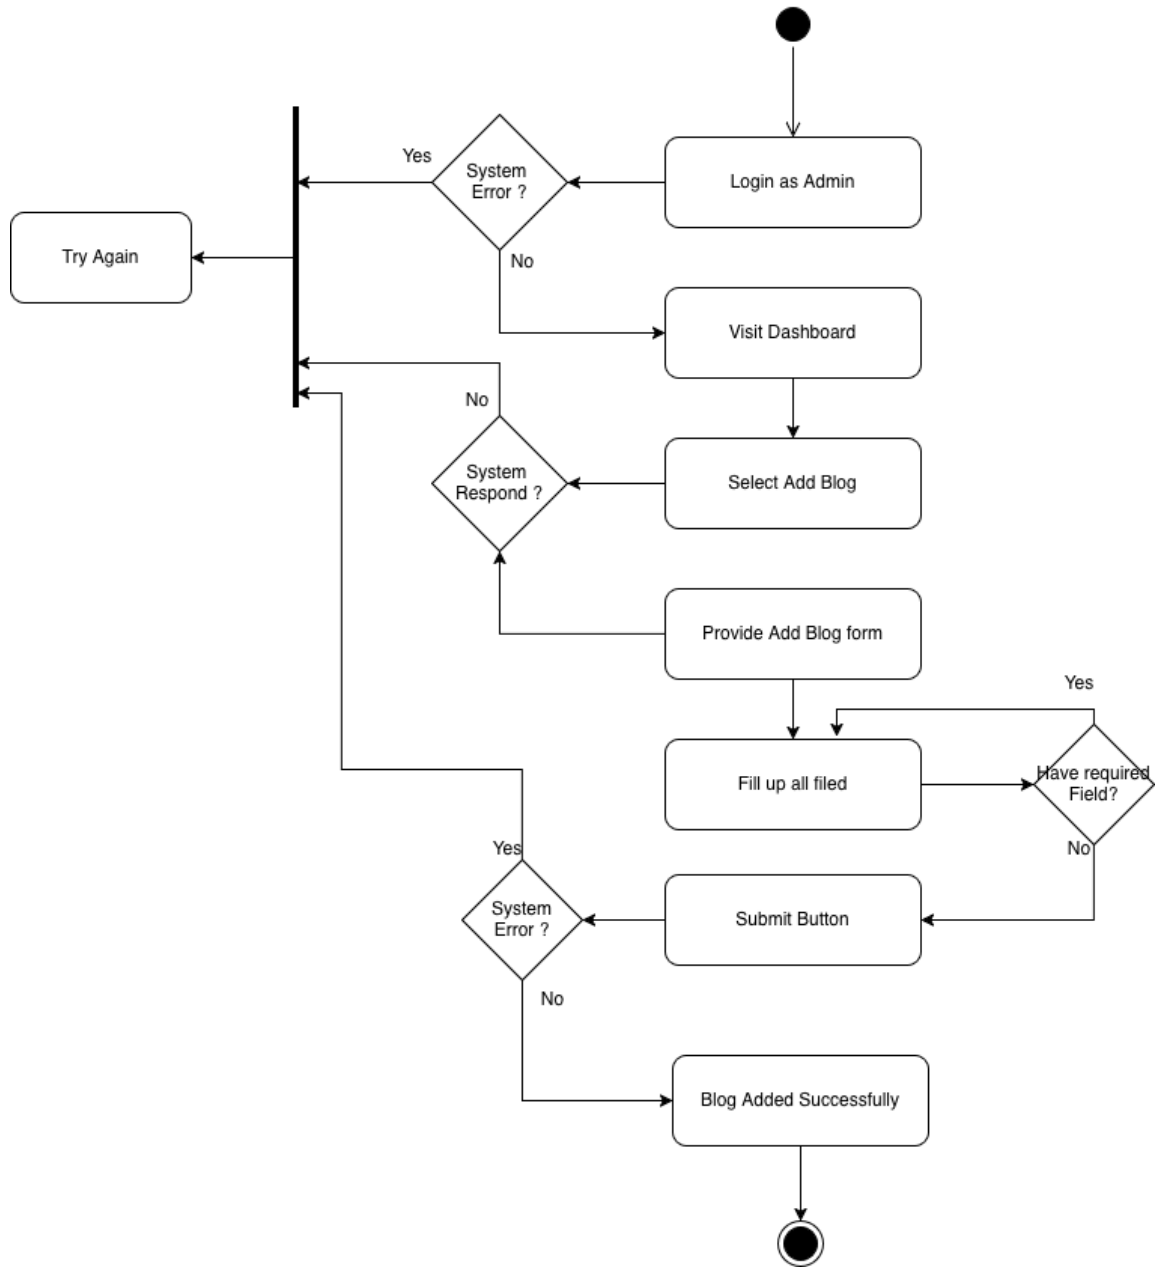 Yes
System
Error ?
Login as Admin
Try Again
No
Visit Dashboard
No
System
Respond ?
Select Add Blog
Provide Add Blog form
Yes
Have required
Field?
Fill up all filed
No
Yes
System
Error ?
Submit Button
No
Blog Added Successfully